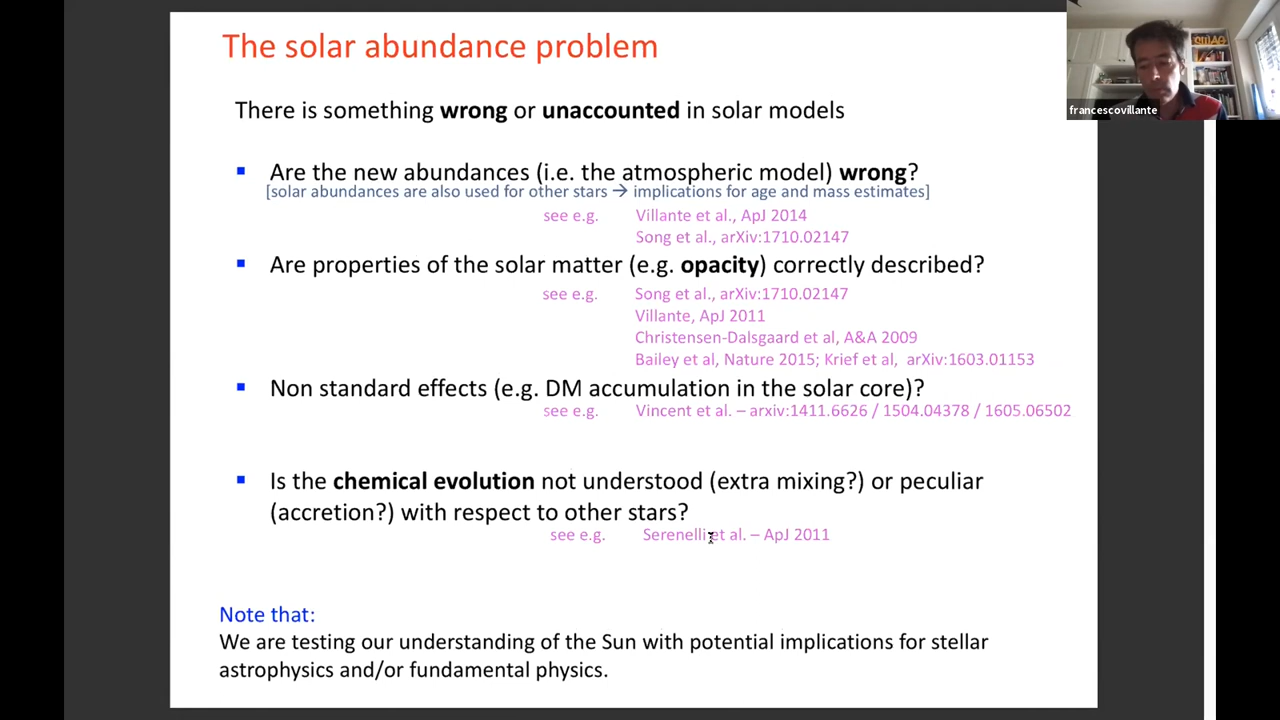 The solar abundance problem
francescovillante
There is something wrong or unaccounted in solar models
▪ Are the new abundances (i.e. the atmospheric model) wrong?
[solar abundances are also used for other stars → implications for age and mass estimates]
see e.g. Villante et al., ApJ 2014
Song et al., arXiv:1710.02147
▪ Are properties of the solar matter (e.g. opacity) correctly described?
see e.g. Song et al., arXiv:1710.02147
Villante, ApJ 2011
Christensen-Dalsgaard et al, A&A 2009
Bailey et al, Nature 2015; Krief et al, arXiv:1603.01153
▪ Non standard effects (e.g. DM accumulation in the solar core)?
see e.g. Vincent et al. – arxiv:1411.6626 / 1504.04378 / 1605.06502
▪ Is the chemical evolution not understood (extra mixing?) or peculiar
(accretion?) with respect to other stars?
see e.g. Serenelli et al. – ApJ 2011
Note that:
We are testing our understanding of the Sun with potential implications for stellar
astrophysics and/or fundamental physics.